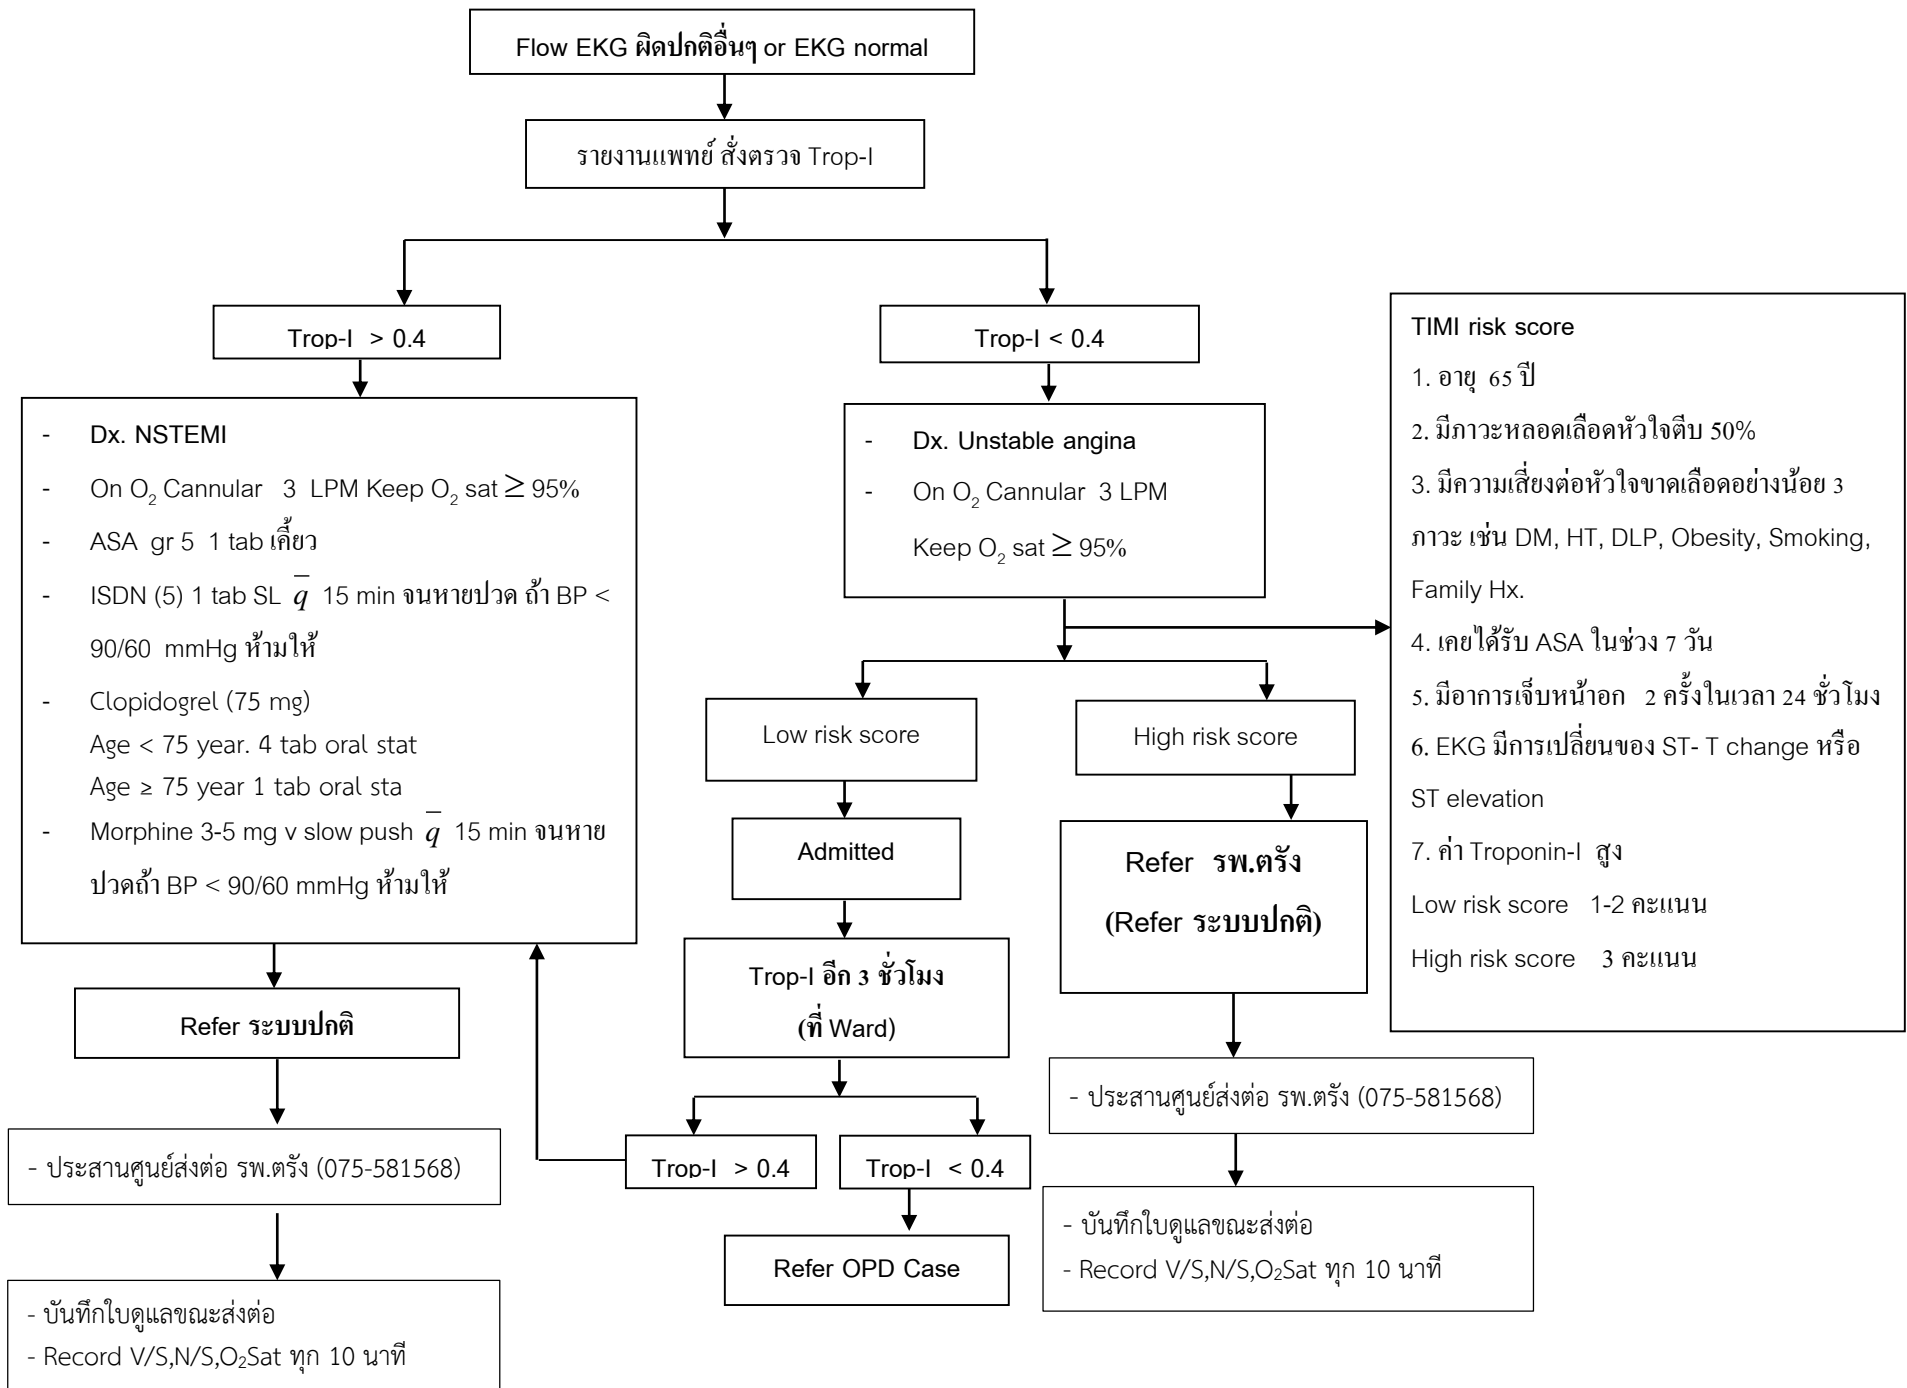 Flow EKG ผิดปกติอื่นๆ or EKG normal
รายงานแพทย์ สั่งตรวจ Trop-I
Trop-I > 0.4
Trop-I < 0.4
- Dx. NSTEMI
- On O₂ Cannular 3 LPM Keep O₂ sat ≥ 95%
- ASA gr 5 1 tab เคี้ยว
- ISDN (5) 1 tab SL q̅ 15 min จนหายปวด ถ้า BP <
90/60 mmHg ห้ามให้
- Clopidogrel (75 mg)
Age < 75 year. 4 tab oral stat
Age ≥ 75 year 1 tab oral sta
- Morphine 3-5 mg v slow push q̅ 15 min จนหาย
ปวดถ้า BP < 90/60 mmHg ห้ามให้
Refer ระบบปกติ
- ประสานศูนย์ส่งต่อ รพ.ตรัง (075-581568)
- บันทึกใบดูแลขณะส่งต่อ
- Record V/S,N/S,O₂Sat ทุก 10 นาที
- Dx. Unstable angina
- On O₂ Cannular 3 LPM
Keep O₂ sat ≥ 95%
Low risk score
Admitted
Trop-I อีก 3 ชั่วโมง
(ที่ Ward)
Trop-I > 0.4
Trop-I < 0.4
Refer OPD Case
High risk score
Refer รพ.ตรัง
(Refer ระบบปกติ)
- ประสานศูนย์ส่งต่อ รพ.ตรัง (075-581568)
- บันทึกใบดูแลขณะส่งต่อ
- Record V/S,N/S,O₂Sat ทุก 10 นาที
TIMI risk score
1. อายุ 65 ปี
2. มีภาวะหลอดเลือดหัวใจตีบ 50%
3. มีความเสี่ยงต่อหัวใจขาดเลือดอย่างน้อย 3
ภาวะ เช่น DM, HT, DLP, Obesity, Smoking,
Family Hx.
4. เคยได้รับ ASA ในช่วง 7 วัน
5. มีอาการเจ็บหน้าอก 2 ครั้งในเวลา 24 ชั่วโมง
6. EKG มีการเปลี่ยนของ ST- T change หรือ
ST elevation
7. ค่า Troponin-I สูง
Low risk score 1-2 คะแนน
High risk score 3 คะแนน